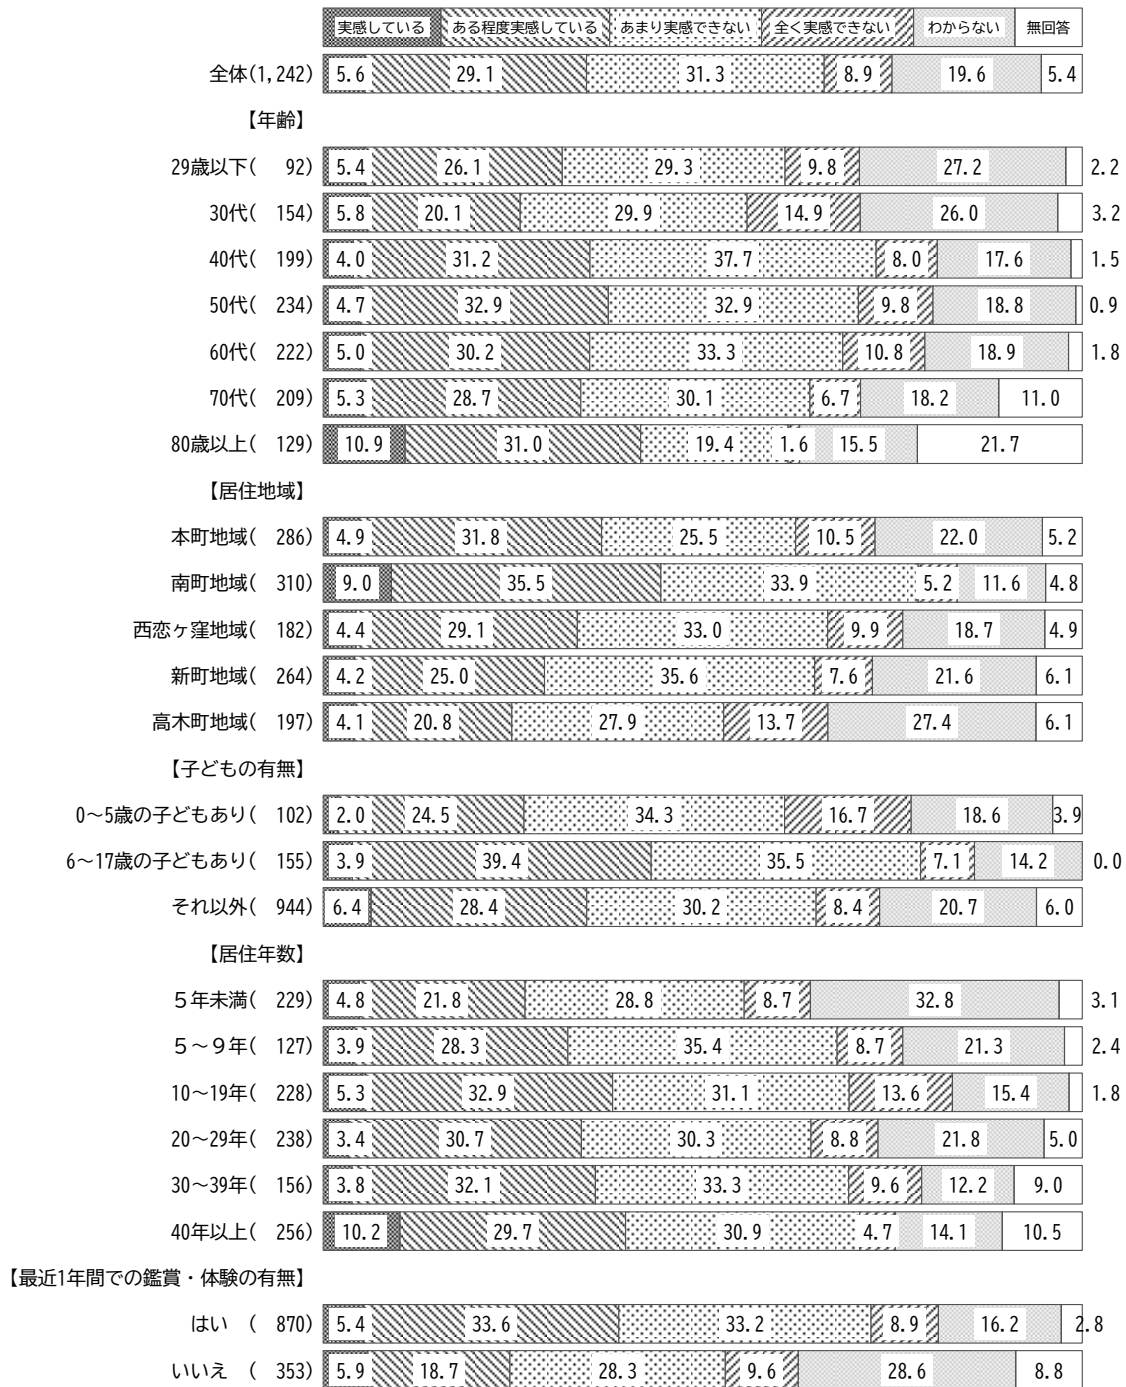 実感している ある程度実感している あまり実感できない 全く実感できない わからない 無回答
全体(1,242) 5.6 29.1 31.3 8.9 19.6 5.4
【年齢】
29歳以下( 92) 5.4 26.1 29.3 9.8 27.2 2.2
30代( 154) 5.8 20.1 29.9 14.9 26.0 3.2
40代( 199) 4.0 31.2 37.7 8.0 17.6 1.5
50代( 234) 4.7 32.9 32.9 9.8 18.8 0.9
60代( 222) 5.0 30.2 33.3 10.8 18.9 1.8
70代( 209) 5.3 28.7 30.1 6.7 18.2 11.0
80歳以上( 129) 10.9 31.0 19.4 1.6 15.5 21.7
【居住地域】
本町地域( 286) 4.9 31.8 25.5 10.5 22.0 5.2
南町地域( 310) 9.0 35.5 33.9 5.2 11.6 4.8
西恋ヶ窪地域( 182) 4.4 29.1 33.0 9.9 18.7 4.9
新町地域( 264) 4.2 25.0 35.6 7.6 21.6 6.1
高木町地域( 197) 4.1 20.8 27.9 13.7 27.4 6.1
【子どもの有無】
0～5歳の子どもあり( 102) 2.0 24.5 34.3 16.7 18.6 3.9
6～17歳の子どもあり( 155) 3.9 39.4 35.5 7.1 14.2 0.0
それ以外( 944) 6.4 28.4 30.2 8.4 20.7 6.0
【居住年数】
５年未満( 229) 4.8 21.8 28.8 8.7 32.8 3.1
５～９年( 127) 3.9 28.3 35.4 8.7 21.3 2.4
10～19年( 228) 5.3 32.9 31.1 13.6 15.4 1.8
20～29年( 238) 3.4 30.7 30.3 8.8 21.8 5.0
30～39年( 156) 3.8 32.1 33.3 9.6 12.2 9.0
40年以上( 256) 10.2 29.7 30.9 4.7 14.1 10.5
【最近1年間での鑑賞・体験の有無】
はい ( 870) 5.4 33.6 33.2 8.9 16.2 2.8
いいえ ( 353) 5.9 18.7 28.3 9.6 28.6 8.8